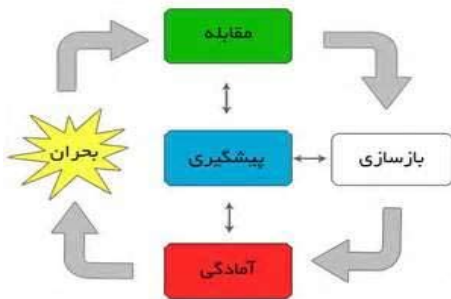 مقابله
بحران
پیشگیری
بازسازی
آمادگی